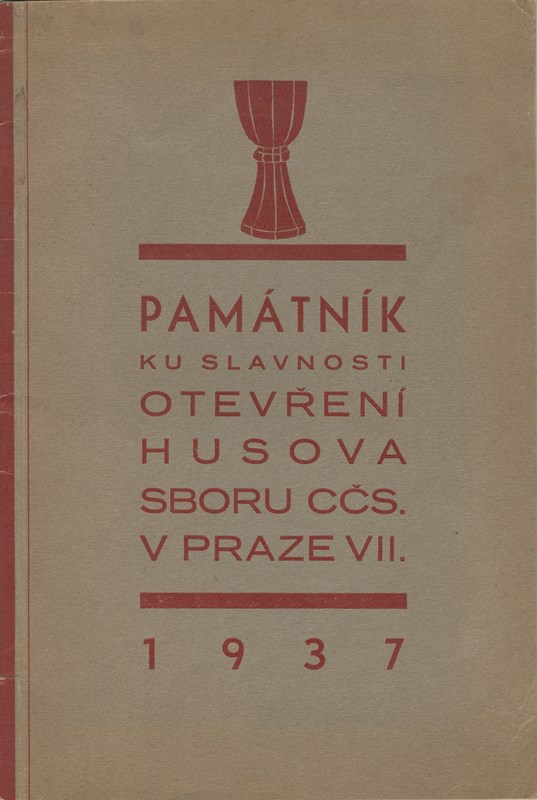 PAMÁTNÍK
KU SLAVNOSTI
OTEVŘENÍ
HUSOVA
SBORU CČS.
V PRAZE VII.
1937